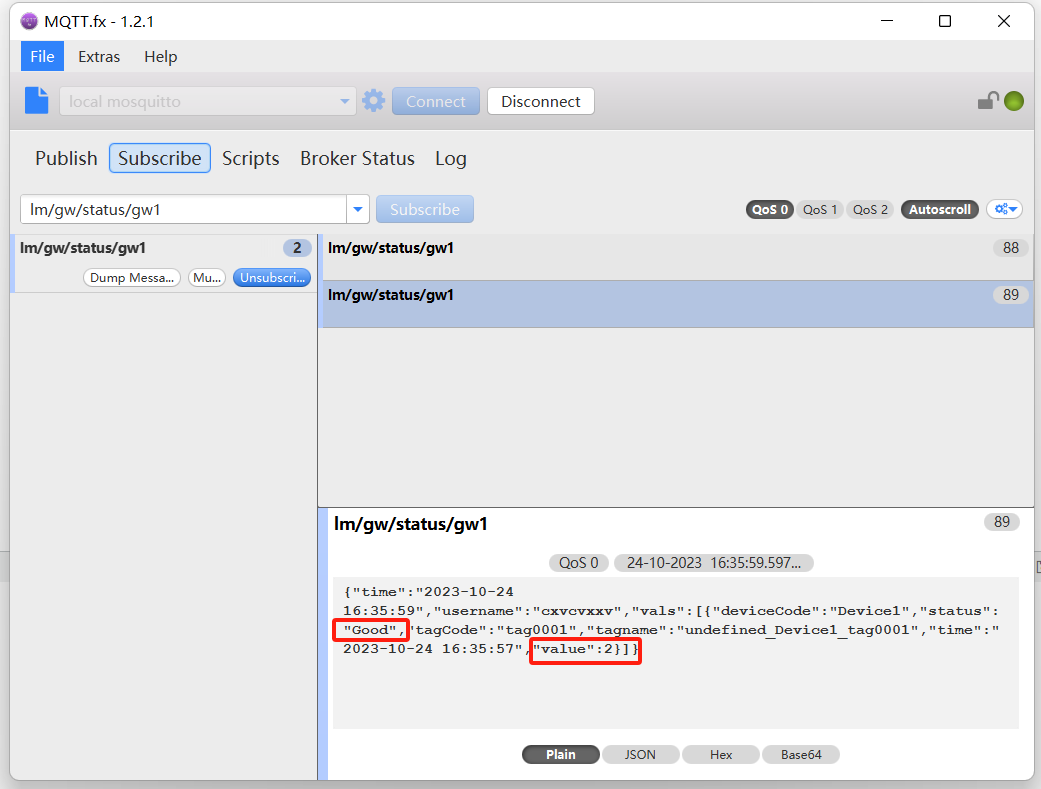 MQTT.fx - 1.2.1
File Extras Help
local mosquitto Connect Disconnect
Publish Subscribe Scripts Broker Status Log
lm/gw/status/gw1 Subscribe QoS 0 QoS 1 QoS 2 Autoscroll
lm/gw/status/gw1 2
Dump Messa... Mu... Unsubscri...
lm/gw/status/gw1 88
lm/gw/status/gw1 89
lm/gw/status/gw1 89
QoS 0 24-10-2023 16:35:59.597...
{"time":"2023-10-24
16:35:59","username":"cxvcvxxv","vals":[{"deviceCode":"Device1","status":
"Good","tagCode":"tag0001","tagname":"undefined_Device1_tag0001","time":"
2023-10-24 16:35:57","value":2}]}
Plain JSON Hex Base64